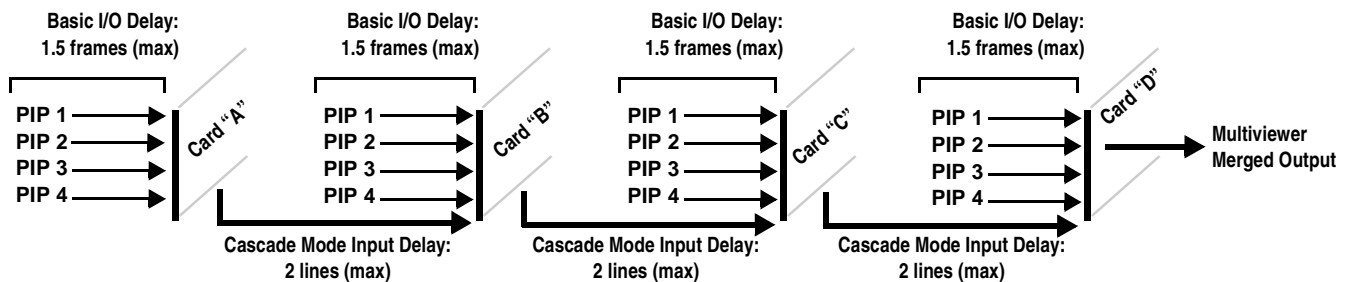 Basic I/O Delay:
1.5 frames (max)
PIP 1
PIP 2
PIP 3
PIP 4
Card “A”
Cascade Mode Input Delay:
2 lines (max)
Basic I/O Delay:
1.5 frames (max)
PIP 1
PIP 2
PIP 3
PIP 4
Card “B”
Cascade Mode Input Delay:
2 lines (max)
Basic I/O Delay:
1.5 frames (max)
PIP 1
PIP 2
PIP 3
PIP 4
Card “C”
Cascade Mode Input Delay:
2 lines (max)
Basic I/O Delay:
1.5 frames (max)
PIP 1
PIP 2
PIP 3
PIP 4
Card “D”
Multiviewer
Merged Output